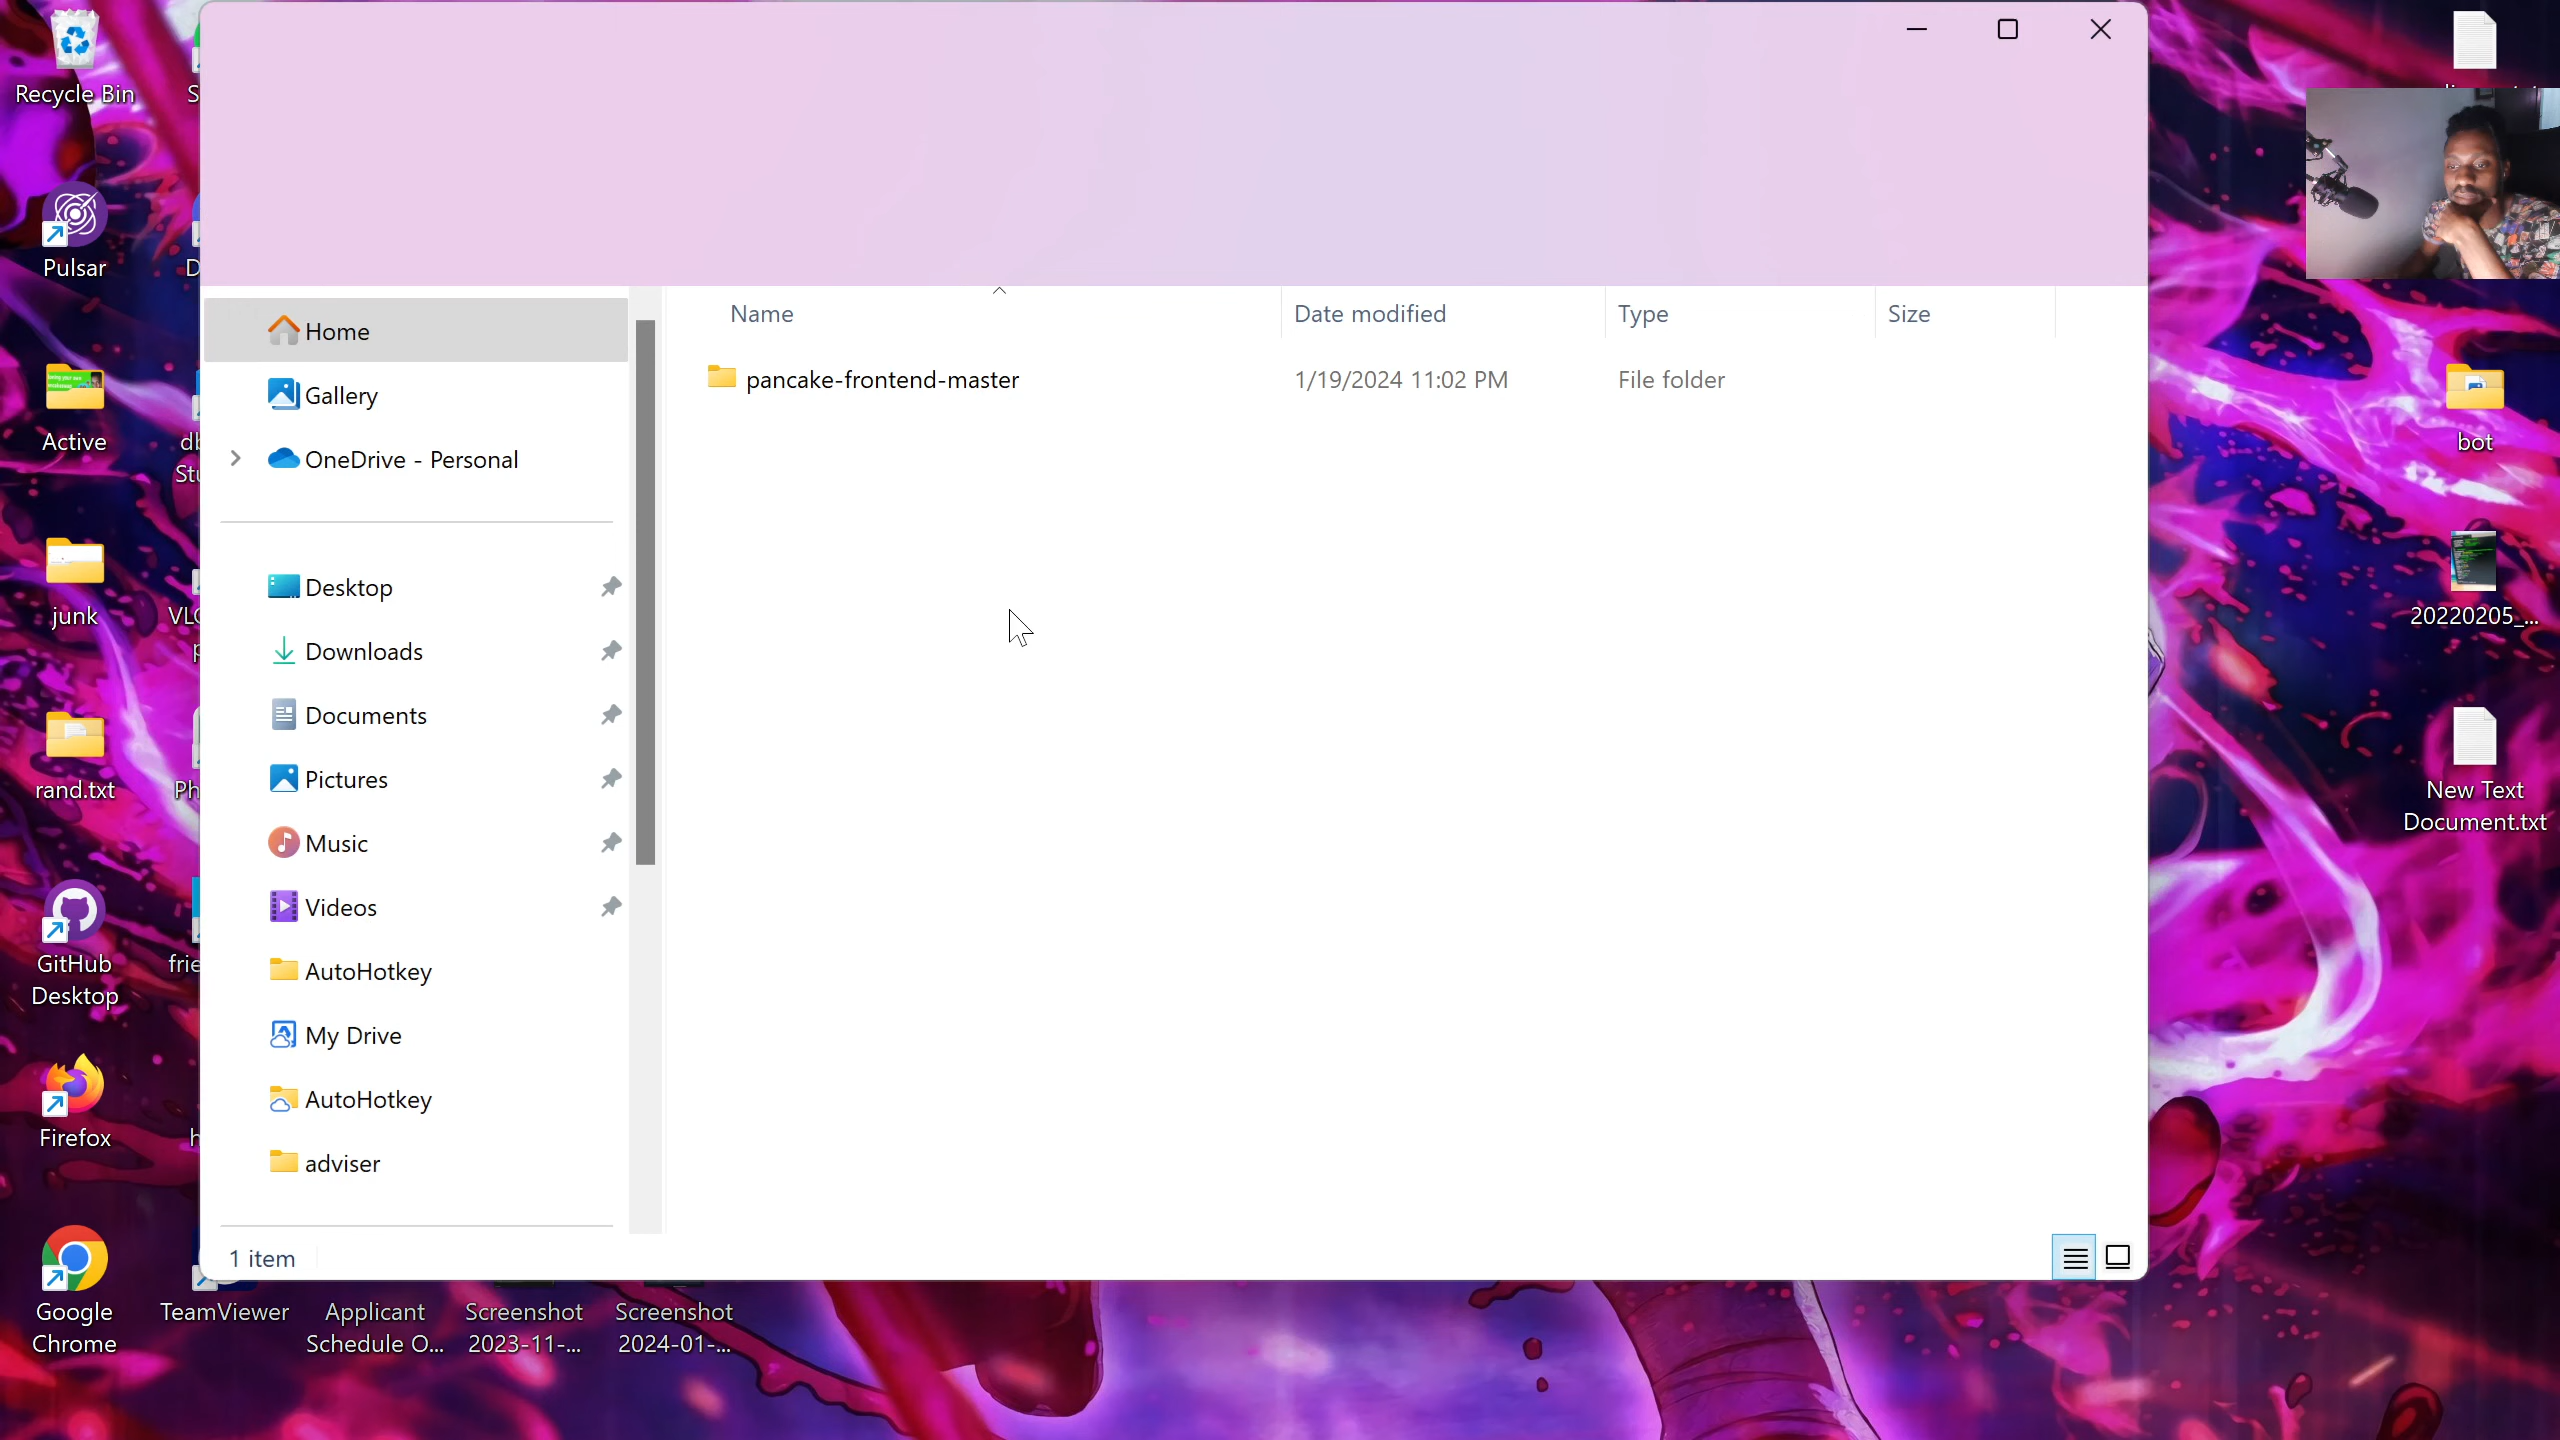 Recycle Bin
Pulsar
Active
junk
rand.txt
GitHub
Desktop
Firefox
Google
Chrome
TeamViewer
Applicant
Schedule O...
Screenshot
2023-11-...
Screenshot
2024-01-...
Home
Gallery
OneDrive - Personal
Desktop
Downloads
Documents
Pictures
Music
Videos
AutoHotkey
My Drive
AutoHotkey
adviser
1 item
Name Date modified Type Size
pancake-frontend-master 1/19/2024 11:02 PM File folder
bot
20220205_...
New Text
Document.txt